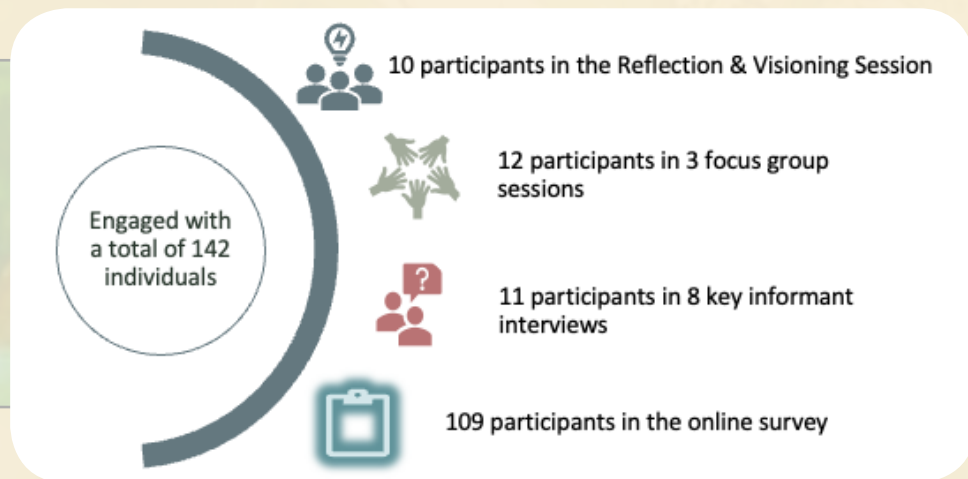 10 participants in the Reflection & Visioning Session
12 participants in 3 focus group
sessions
Engaged with
a total of 142
individuals
?
11 participants in 8 key informant
interviews
109 participants in the online survey